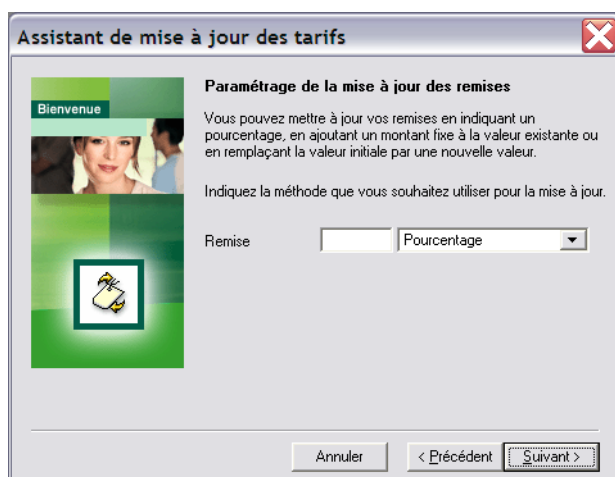 Assistant de mise à jour des tarifs
Bienvenue
Paramétrage de la mise à jour des remises
Vous pouvez mettre à jour vos remises en indiquant un
pourcentage, en ajoutant un montant fixe à la valeur existante ou
en remplaçant la valeur initiale par une nouvelle valeur.
Indiquez la méthode que vous souhaitez utiliser pour la mise à jour.
Remise
Pourcentage
Annuler
< Précédent
Suivant >